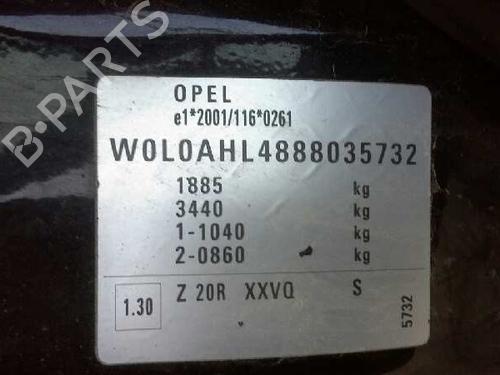 B-PARTS
OPEL
e1*2001/116*0261
W0L0AHL4888035732
1885 kg
3440 kg
1-1040 kg
2-0860 kg
1.30 Z 20R XXVQ S
5732